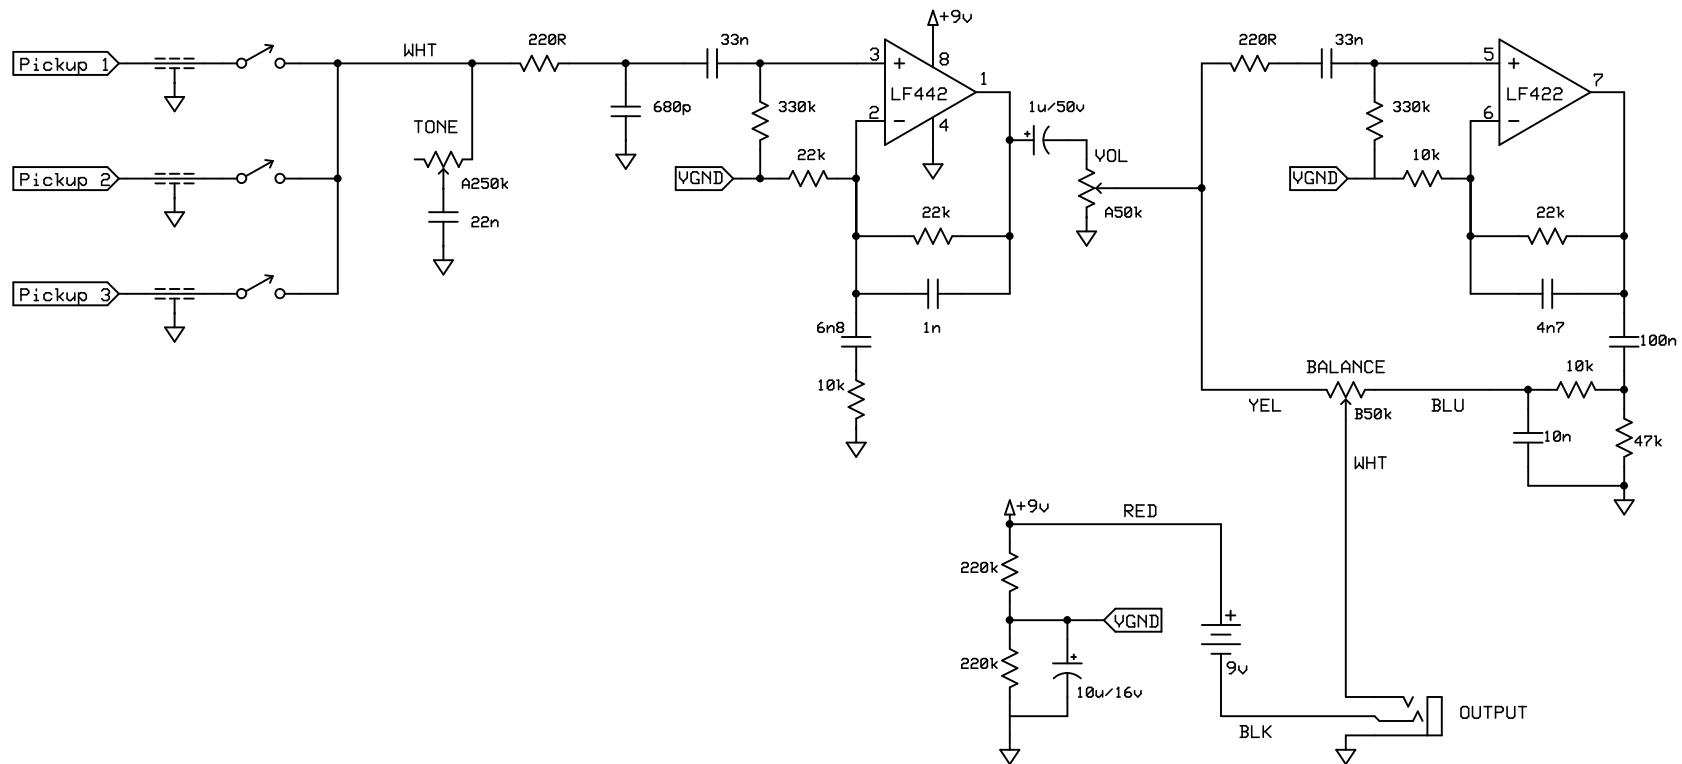 +9v
Pickup 1
WHT
220R
33n
3
+
8
1
LF442
2
−
4
680p
330k
TONE
A250k
22n
22k
VGND
22k
1n
6n8
10k
1u/50v
+
VOL
A50k
220R
33n
5
+
7
LF422
6
−
330k
10k
VGND
22k
4n7
100n
Pickup 2
Pickup 3
BALANCE
YEL
B50k
BLU
10k
10n
47k
WHT
+9v
RED
220k
VGND
220k
+
10u/16v
+
9v
BLK
OUTPUT